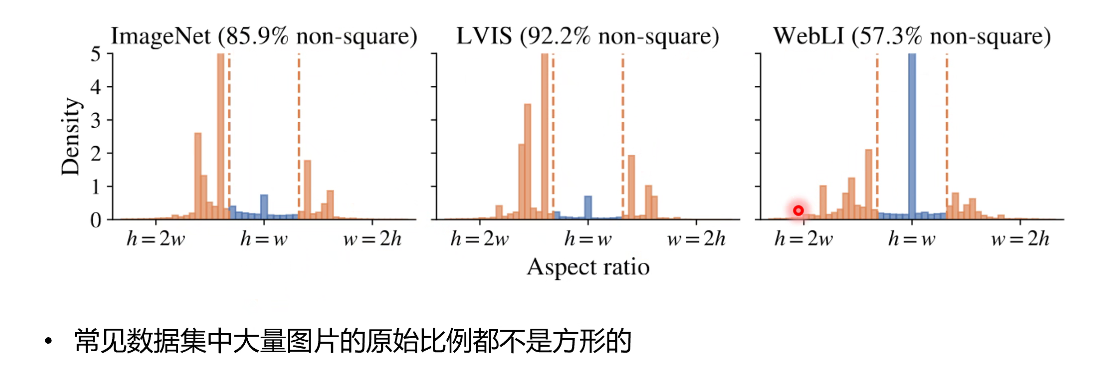 ImageNet (85.9% non-square)
LVIS (92.2% non-square)
WebLI (57.3% non-square)
5
4
3
2
1
0
Density
h = 2w
h = w
w = 2h
h = 2w
h = w
w = 2h
h = 2w
h = w
w = 2h
Aspect ratio
• 常见数据集中大量图片的原始比例都不是方形的